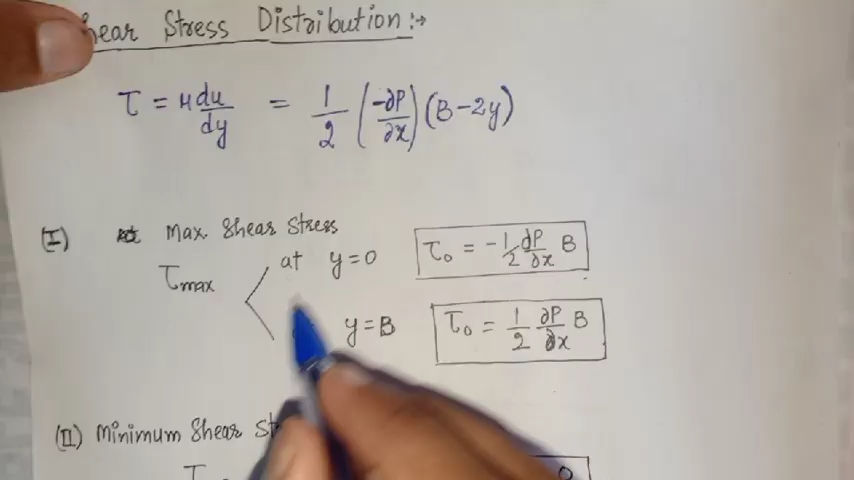 Shear Stress Distribution :→
τ = μ du/dy = 1/2 (-∂P/∂x) (B-2y)
(I) Max. Shear Stress
τmax at y=0 τ₀ = -1/2 ∂P/∂x B
y=B τ₀ = 1/2 ∂P/∂x B
(II) Minimum Shear